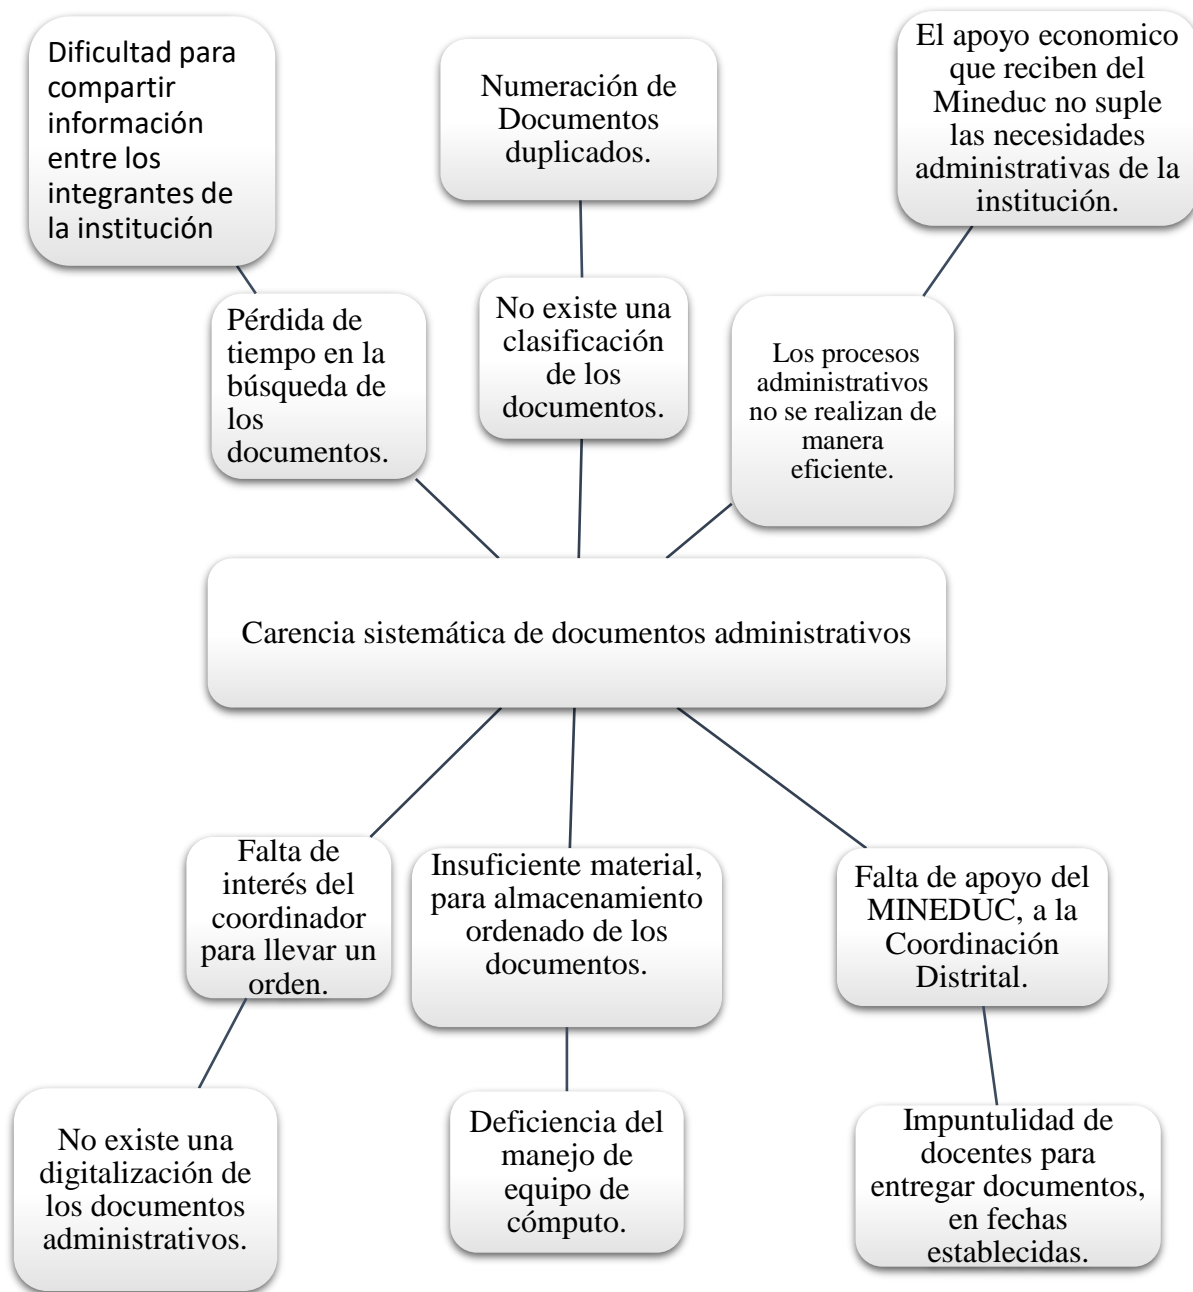 Dificultad para
compartir
información
entre los
integrantes de
la institución
Numeración de
Documentos
duplicados.
El apoyo economico
que reciben del
Mineduc no suple
las necesidades
administrativas de la
institución.
Pérdida de
tiempo en la
búsqueda de
los
documentos.
No existe una
clasificación
de los
documentos.
Los procesos
administrativos
no se realizan de
manera
eficiente.
Carencia sistemática de documentos administrativos
Falta de
interés del
coordinador
para llevar un
orden.
Insuficiente material,
para almacenamiento
ordenado de los
documentos.
Falta de apoyo del
MINEDUC, a la
Coordinación
Distrital.
No existe una
digitalización de
los documentos
administrativos.
Deficiencia del
manejo de
equipo de
cómputo.
Impuntulidad de
docentes para
entregar documentos,
en fechas
establecidas.